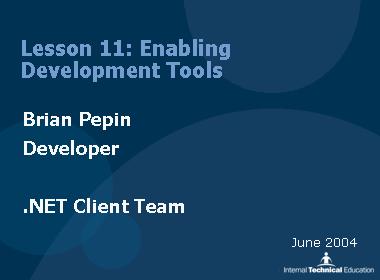 Lesson 11: Enabling
Development Tools
Brian Pepin
Developer
.NET Client Team
June 2004
Internal Technical Education